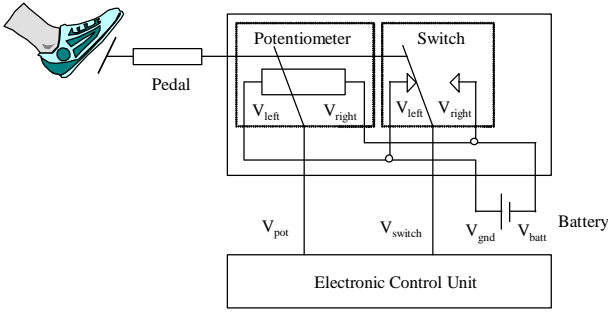 Potentiometer Switch
Pedal
Vleft Vright Vleft Vright
Vpot Vswitch Vgnd Vbatt Battery
Electronic Control Unit